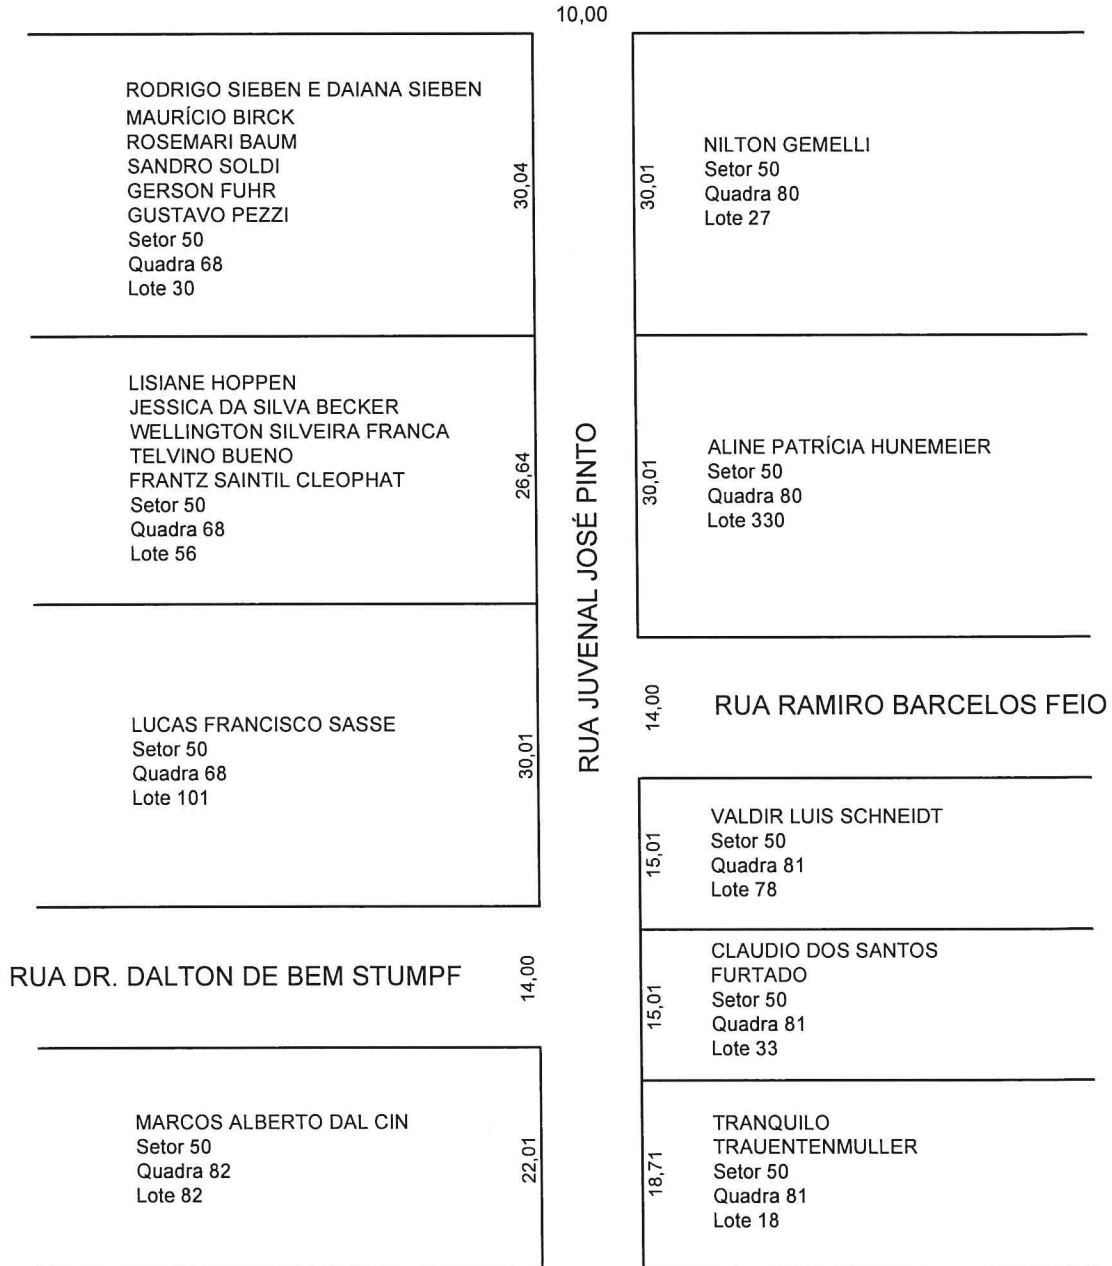 10,00
RODRIGO SIEBEN E DAIANA SIEBEN
MAURÍCIO BIRCK
ROSEMARI BAUM
SANDRO SOLDI
GERSON FUHR
GUSTAVO PEZZI
Setor 50
Quadra 68
Lote 30
30,04
30,01
NILTON GEMELLI
Setor 50
Quadra 80
Lote 27
LISIANE HOPPEN
JESSICA DA SILVA BECKER
WELLINGTON SILVEIRA FRANCA
TELVINO BUENO
FRANTZ SAINTIL CLEOPHAT
Setor 50
Quadra 68
Lote 56
26,64
RUA JUVENAL JOSÉ PINTO
30,01
ALINE PATRÍCIA HUNEMEIER
Setor 50
Quadra 80
Lote 330
LUCAS FRANCISCO SASSE
Setor 50
Quadra 68
Lote 101
30,01
14,00
RUA RAMIRO BARCELOS FEIO
15,01
VALDIR LUIS SCHNEIDT
Setor 50
Quadra 81
Lote 78
RUA DR. DALTON DE BEM STUMPF
14,00
15,01
CLAUDIO DOS SANTOS
FURTADO
Setor 50
Quadra 81
Lote 33
MARCOS ALBERTO DAL CIN
Setor 50
Quadra 82
Lote 82
22,01
18,71
TRANQUILO
TRAUENTENMULLER
Setor 50
Quadra 81
Lote 18